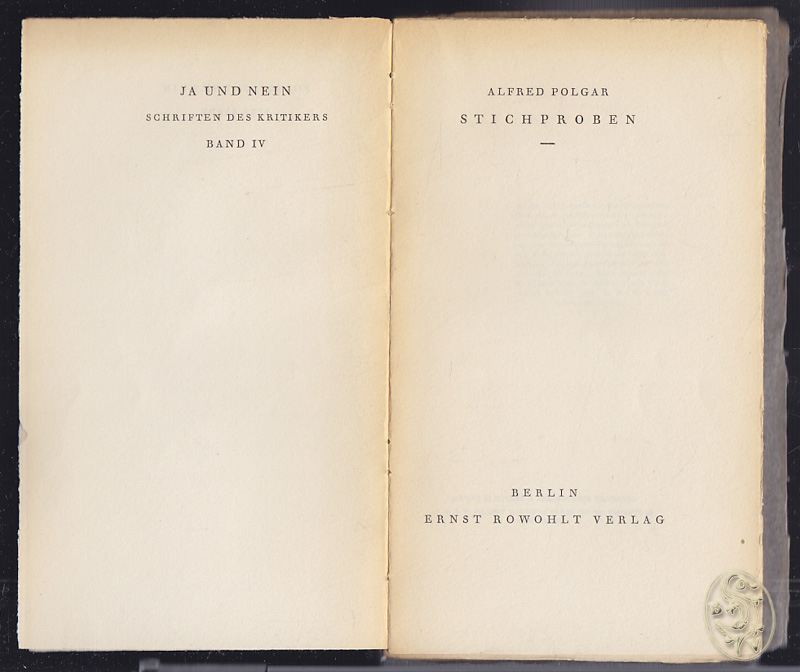 JA UND NEIN
SCHRIFTEN DES KRITIKERS
BAND IV
ALFRED POLGAR
STICHPROBEN
BERLIN
ERNST ROWOHLT VERLAG